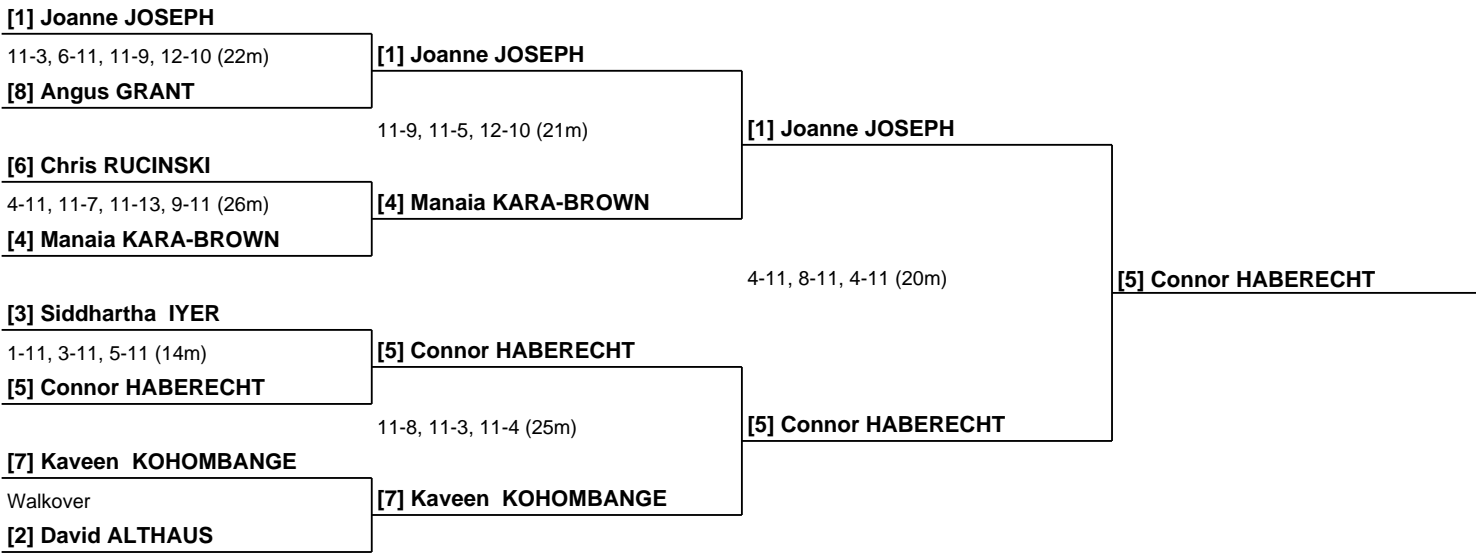 [1] Joanne JOSEPH
11-3, 6-11, 11-9, 12-10 (22m)
[8] Angus GRANT
[6] Chris RUCINSKI
4-11, 11-7, 11-13, 9-11 (26m)
[4] Manaia KARA-BROWN
[3] Siddhartha  IYER
1-11, 3-11, 5-11 (14m)
[5] Connor HABERECHT
[7] Kaveen  KOHOMBANGE
Walkover
[2] David ALTHAUS
[1] Joanne JOSEPH
11-9, 11-5, 12-10 (21m)
[4] Manaia KARA-BROWN
[5] Connor HABERECHT
11-8, 11-3, 11-4 (25m)
[7] Kaveen  KOHOMBANGE
[1] Joanne JOSEPH
4-11, 8-11, 4-11 (20m)
[5] Connor HABERECHT
[5] Connor HABERECHT